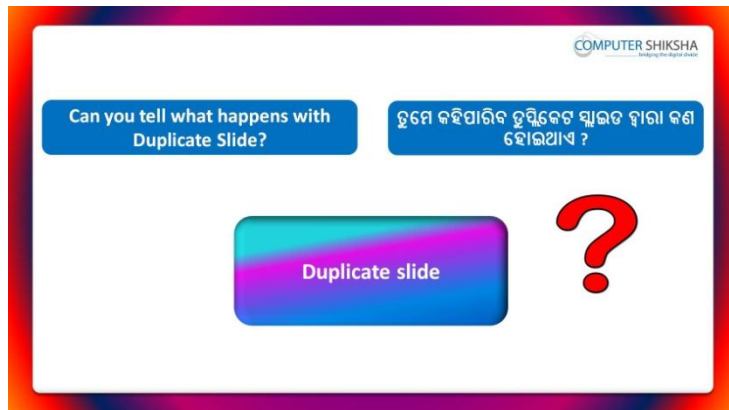 COMPUTER SHIKSHA
bridging the digital divide
Can you tell what happens with
Duplicate Slide?
ତୁମେ କହିପାରିବ ଡୁପ୍ଲିକେଟ ସ୍ଲାଇଡ ଦ୍ୱାରା କଣ
ହୋଇଥାଏ ?
Duplicate slide
?